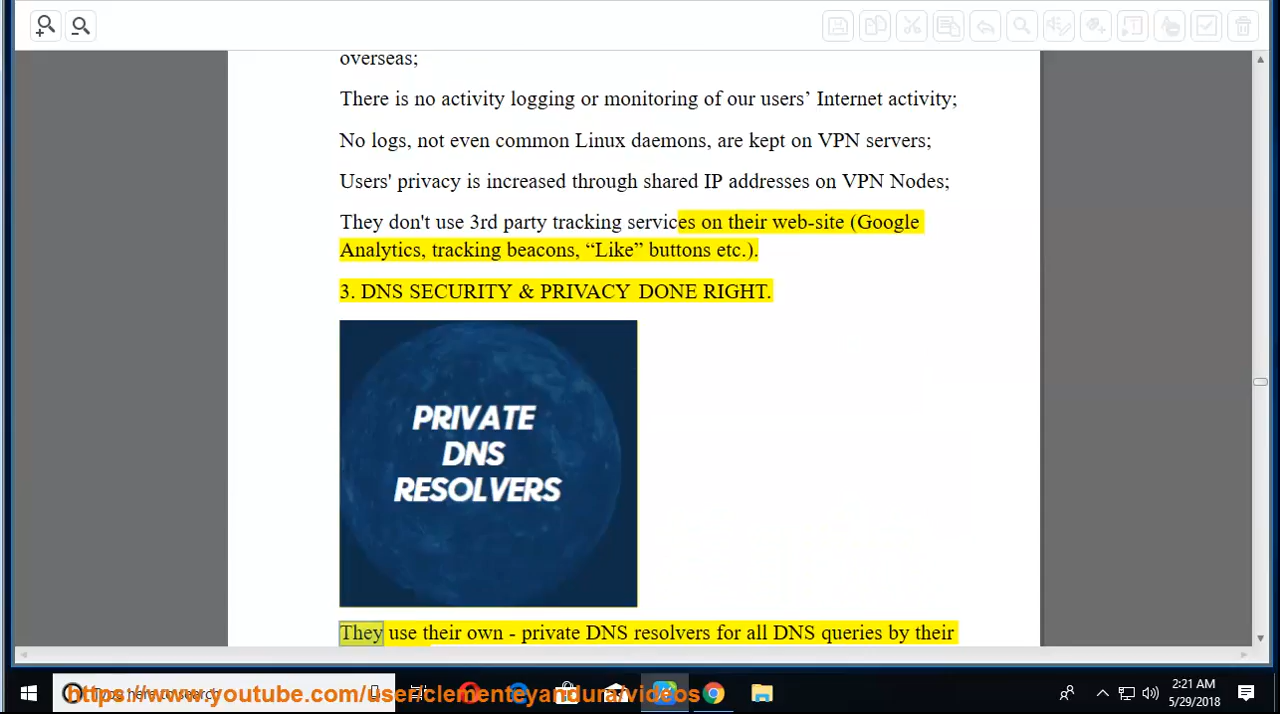 overseas;
There is no activity logging or monitoring of our users’ Internet activity;
No logs, not even common Linux daemons, are kept on VPN servers;
Users' privacy is increased through shared IP addresses on VPN Nodes;
They don't use 3rd party tracking services on their web-site (Google
Analytics, tracking beacons, “Like” buttons etc.).
3. DNS SECURITY & PRIVACY DONE RIGHT.
PRIVATE
DNS
RESOLVERS
They use their own - private DNS resolvers for all DNS queries by their
2:21 AM
Type here to search
https://www.youtube.com/user/clementeyandura/videos
5/29/2018